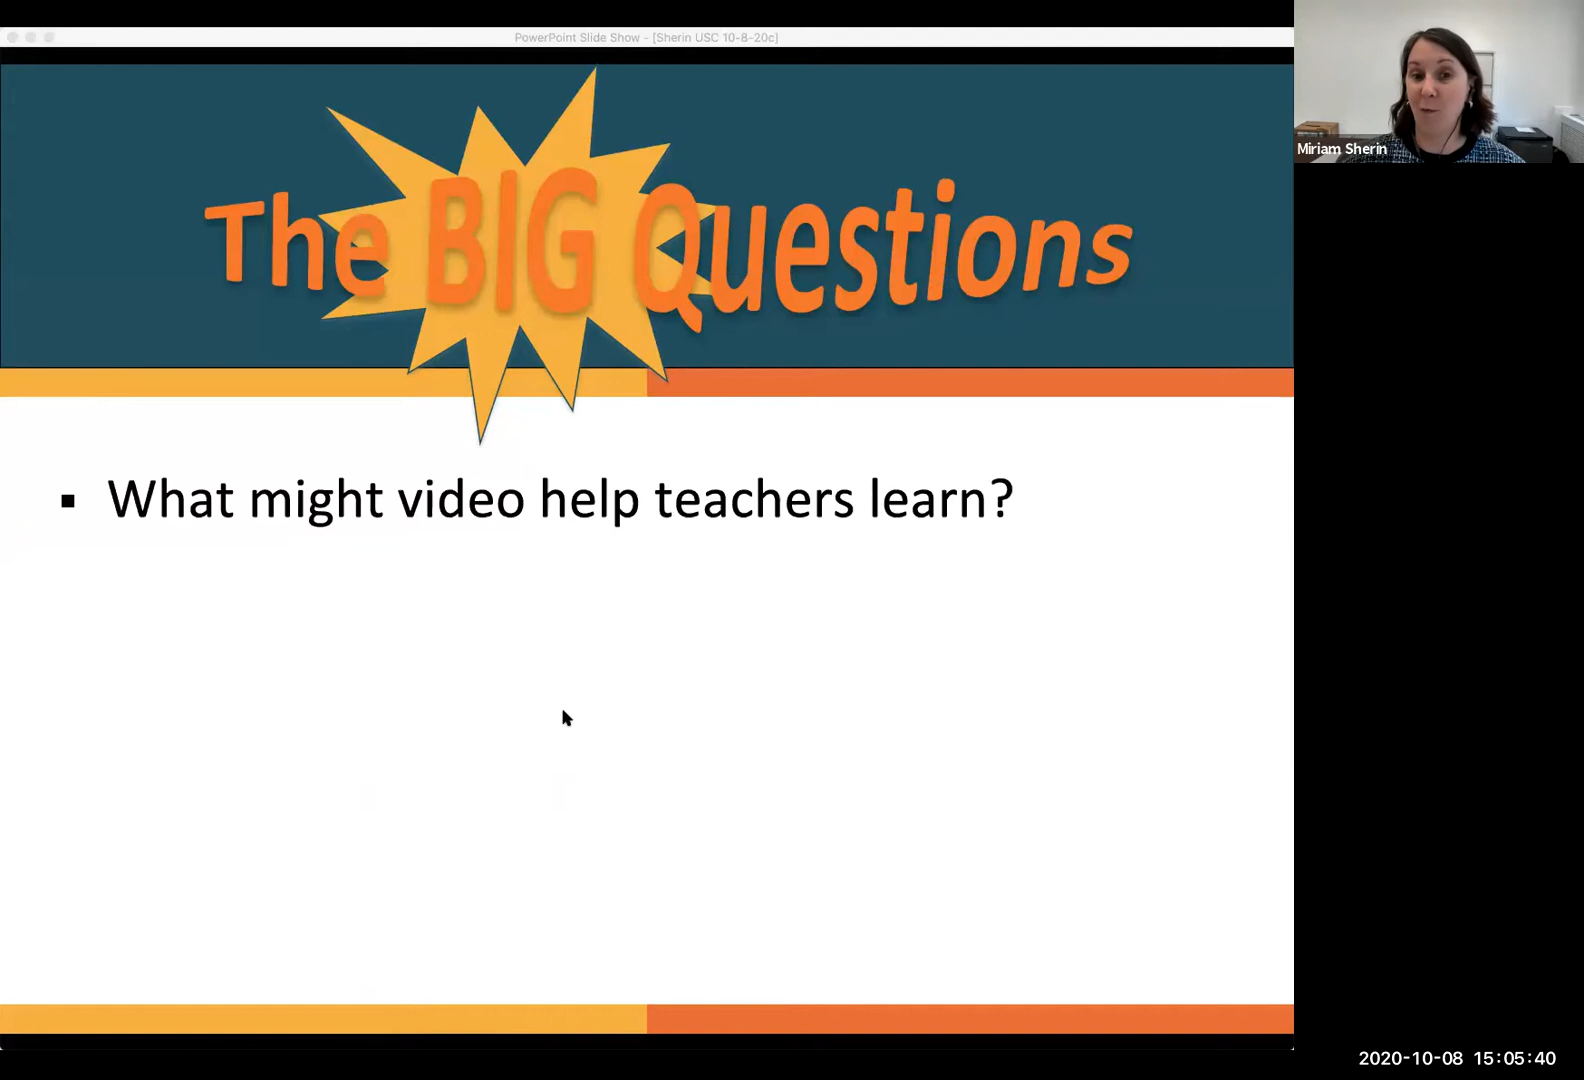 PowerPoint Slide Show - [Sherin USC 10-8-20c]
Miriam Sherin
The BIG Questions
▪ What might video help teachers learn?
2020-10-08 15:05:40